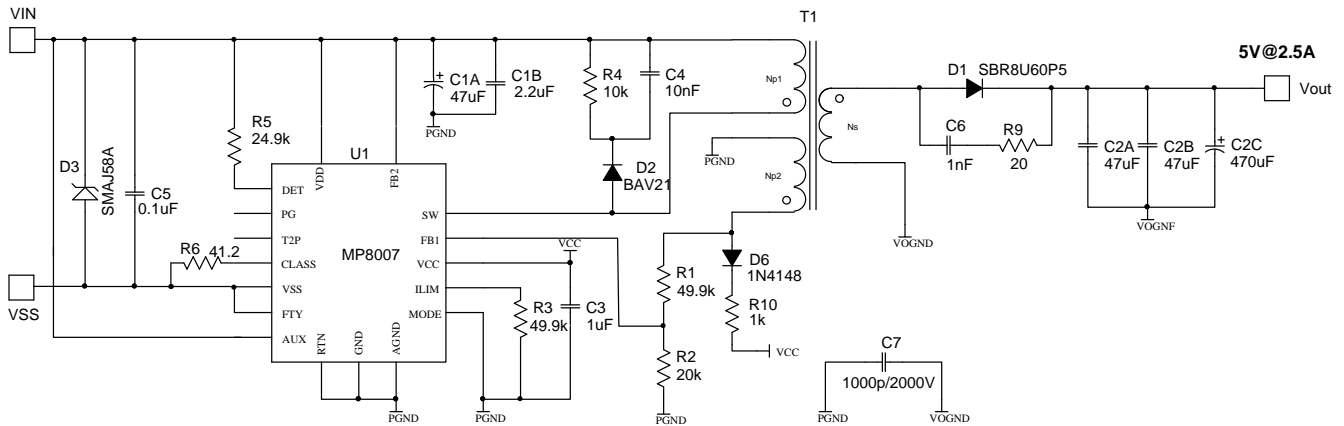 VIN
T1
5V@2.5A
D1 SBR8U60P5
Vout
R4
10k
C4
10nF
C1A
47uF
C1B
2.2uF
Np1
PGND
R5
24.9k
Ns
C6
1nF
R9
20
C2A
47uF
C2B
47uF
C2C
470uF
D3
SMAJ58A
C5
0.1uF
U1
D2
BAV21
PGND
Np2
VOGNF
VOGND
DET
VDD
FB2
PG
T2P
CLASS
VSS
FTY
AUX
MP8007
SW
FB1
VCC
ILIM
MODE
RTN
GND
AGND
R6 41.2
VSS
VCC
R3
49.9k
C3
1uF
R1
49.9k
D6
1N4148
R10
1k
VCC
R2
20k
C7
1000p/2000V
PGND
PGND
PGND
PGND
VOGND